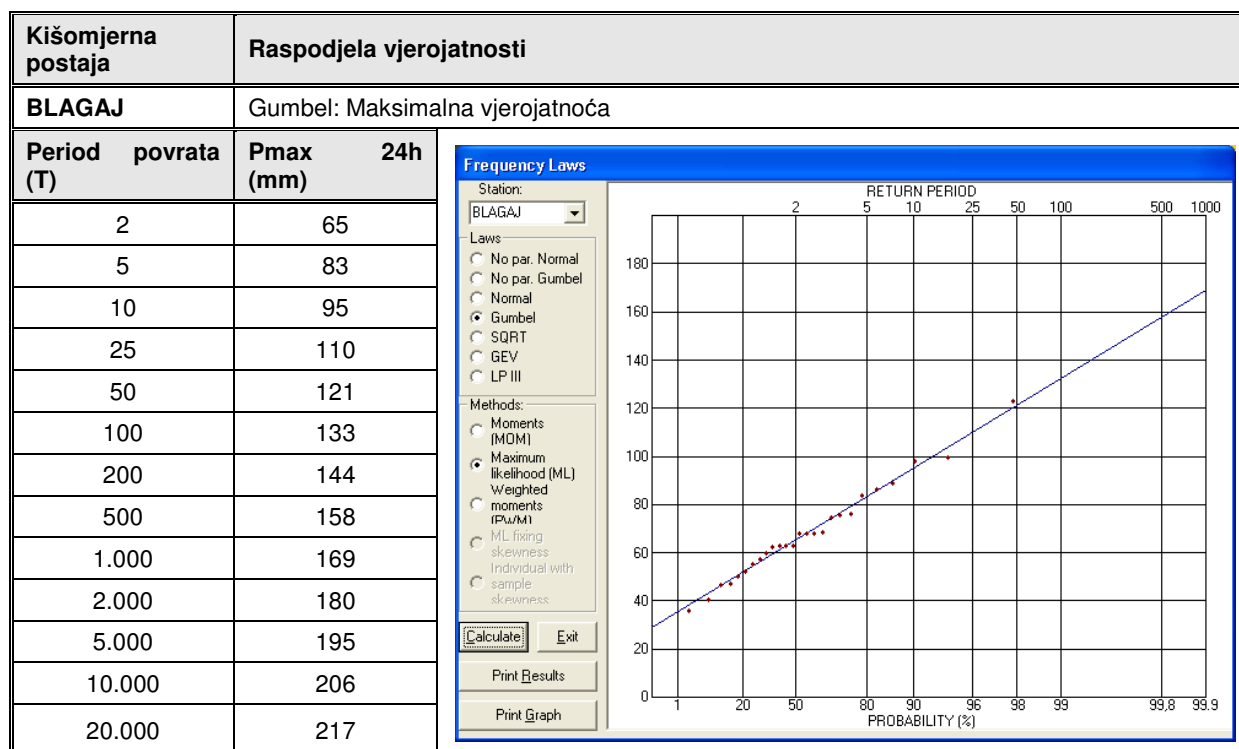 Kišomjerna
postaja
Raspodjela vjerojatnosti
BLAGAJ
Gumbel: Maksimalna vjerojatnoća
Period povrata
(T)
Pmax 24h
(mm)
2 65
5 83
10 95
25 110
50 121
100 133
200 144
500 158
1.000 169
2.000 180
5.000 195
10.000 206
20.000 217
Frequency Laws
Station:
BLAGAJ
Laws
No par. Normal
No par. Gumbel
Normal
Gumbel
SQRT
GEV
LP III
Methods:
Moments
(MOM)
Maximum
likelihood (ML)
Weighted
moments
(PWM)
ML fixing
skewness
Individual with
sample
skewness
Calculate Exit
Print Results
Print Graph
RETURN PERIOD
2 5 10 25 50 100 500 1000
180
160
140
120
100
80
60
40
20
0
1 20 50 80 90 96 98 99 99,8 99.9
PROBABILITY (%)